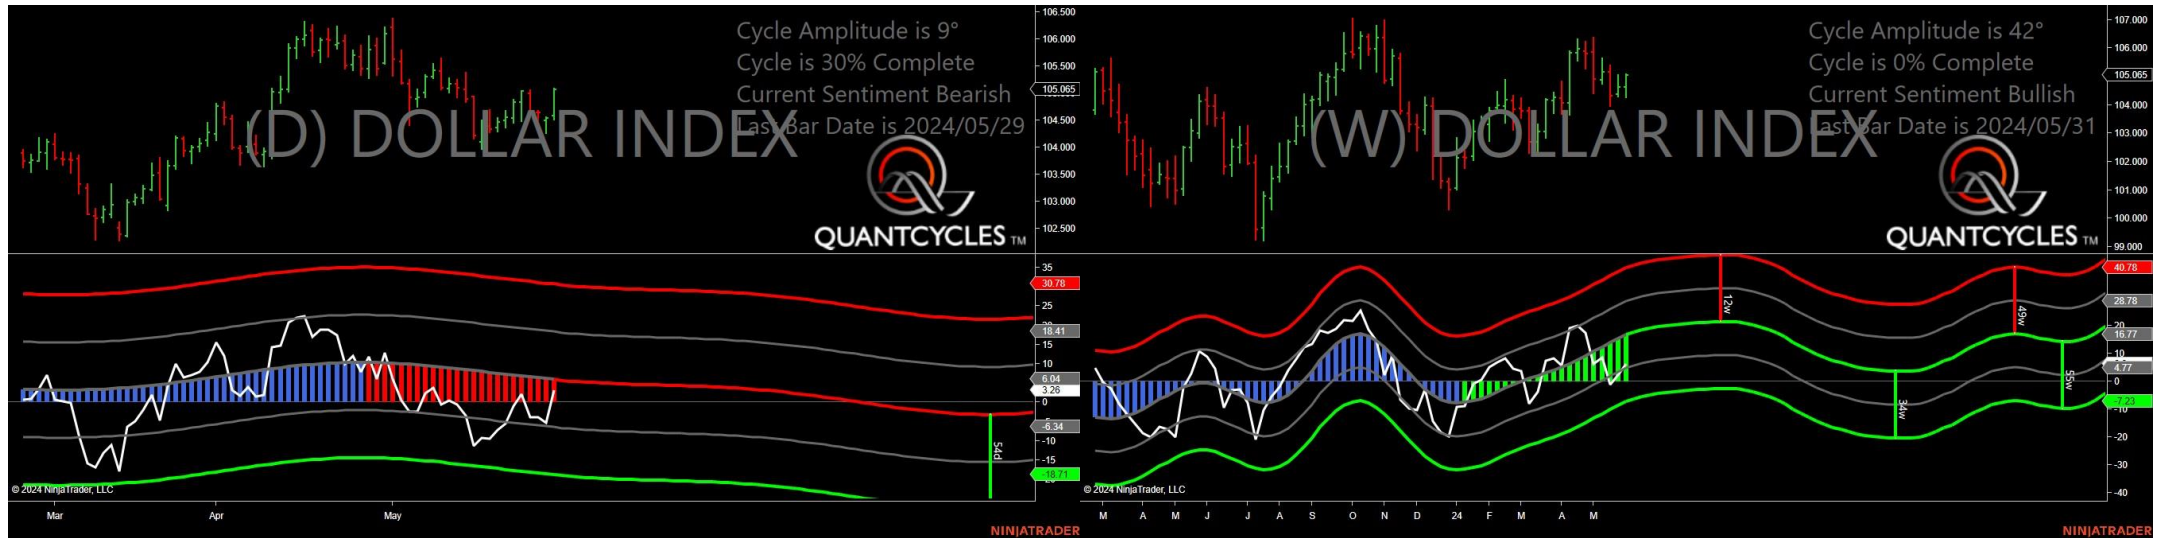 Cycle Amplitude is 9°
Cycle is 30% Complete
Current Sentiment Bearish
Last Bar Date is 2024/05/29
(D) DOLLAR INDEX
QUANTCYCLES TM
106.500
106.000
105.500
105.065
104.500
104.000
103.500
103.000
102.500
35
30.78
25
18.41
15
10
6.04
3.26
0
-6.34
-10
-15
-18.71
54d
© 2024 NinjaTrader, LLC
Mar Apr May
NINJATRADER
Cycle Amplitude is 42°
Cycle is 0% Complete
Current Sentiment Bullish
Last Bar Date is 2024/05/31
(W) DOLLAR INDEX
QUANTCYCLES TM
107.000
106.000
105.065
104.000
103.000
102.000
101.000
100.000
99.000
40.78
28.78
20
16.77
10
4.77
0
-7.23
-10
-20
-30
-40
12w
49w
34w
55w
© 2024 NinjaTrader, LLC
M A M J J A S O N D 24 F M A M
NINJATRADER